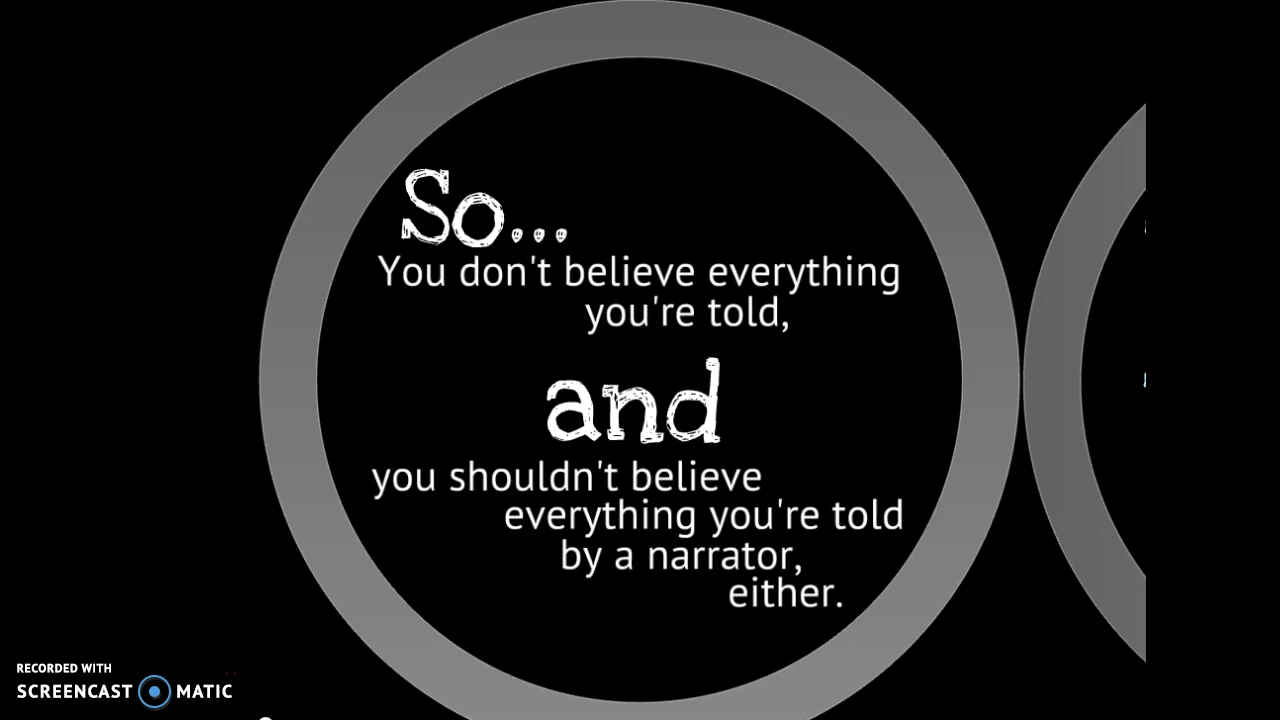 So...
You don't believe everything
you're told,
and
you shouldn't believe
everything you're told
by a narrator,
either.
RECORDED WITH
SCREENCAST MATIC